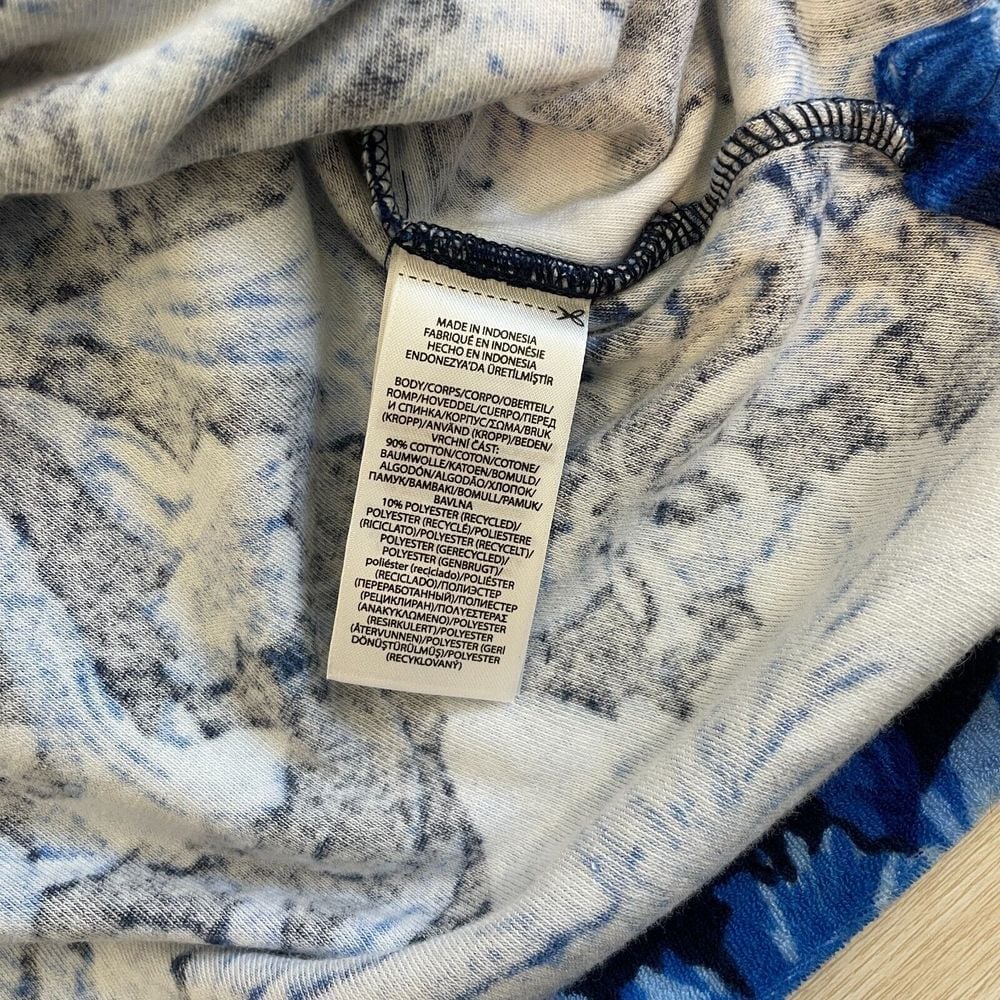 MADE IN INDONESIA
FABRIQUÉ EN INDONÉSIE
HECHO EN INDONESIA
ENDONEZYA'DA ÜRETİLMİŞTİR
BODY/CORPS/CORPO/OBERTEIL/
ROMP/HOVEDDEL/CUERPO/ПЕРЕД
И СПИНКА/КОРПУС/ΣΩΜΑ/BRUK
(KROPP)/ANVÄND (KROPP)/BEDEN/
VRCHNÍ ČÁST:
90% COTTON/COTON/COTONE/
BAUMWOLLE/KATOEN/BOMULD/
ALGODÓN/ALGODÃO/ХЛОПОК/
ПАМУК/ΒΑΜΒΑΚΙ/BOMULL/PAMUK/
BAVLNA
10% POLYESTER (RECYCLED)/
POLYESTER (RECYCLÉ)/POLIESTERE
(RICICLATO)/POLYESTER (RECYCELT)/
POLYESTER (GERECYCLED)/
POLYESTER (GENBRUGT)/
poliéster (reciclado)/POLIÉSTER
(RECICLADO)/ПОЛИЭСТЕР
(ПЕРЕРАБОТАННЫЙ)/ПОЛИЕСТЕР
(РЕЦИКЛИРАН)/ΠΟΛΥΕΣΤΕΡΑΣ
(ΑΝΑΚΥΚΛΩΜΕΝΟ)/POLYESTER
(RESIRKULERT)/POLYESTER
(ÅTERVUNNEN)/POLYESTER (GERI
DÖNÜŞTÜRÜLMÜŞ)/POLYESTER
(RECYKLOVANÝ)